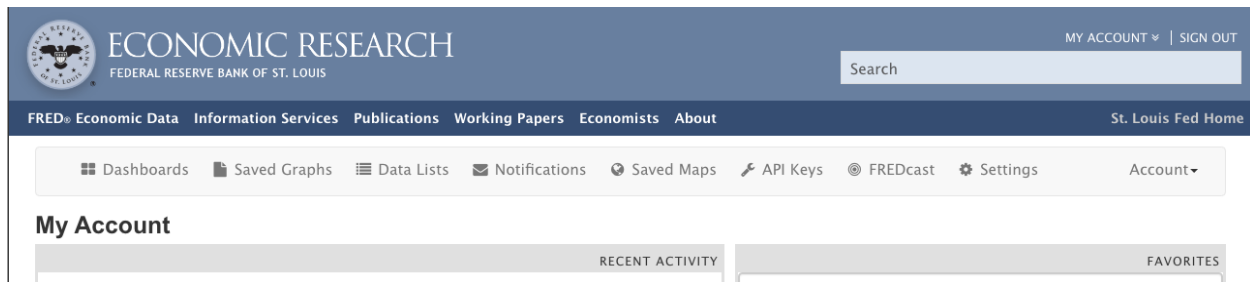 ECONOMIC RESEARCH
FEDERAL RESERVE BANK OF ST. LOUIS
MY ACCOUNT | SIGN OUT
Search
FRED® Economic Data Information Services Publications Working Papers Economists About St. Louis Fed Home
Dashboards Saved Graphs Data Lists Notifications Saved Maps API Keys FREDcast Settings Account
My Account
RECENT ACTIVITY FAVORITES